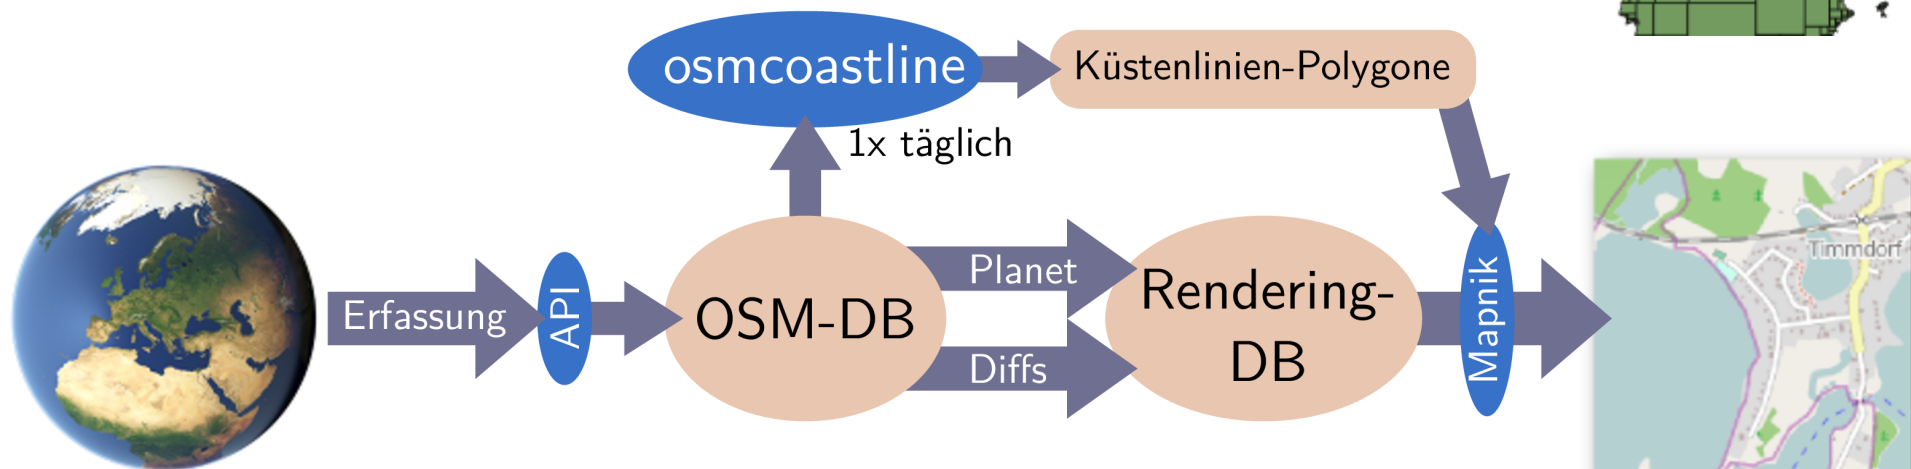 osmcoastline
Küstenlinien-Polygone
1x täglich
Erfassung
API
OSM-DB
Planet
Diffs
Rendering-
DB
Mapnik
Timmdorf